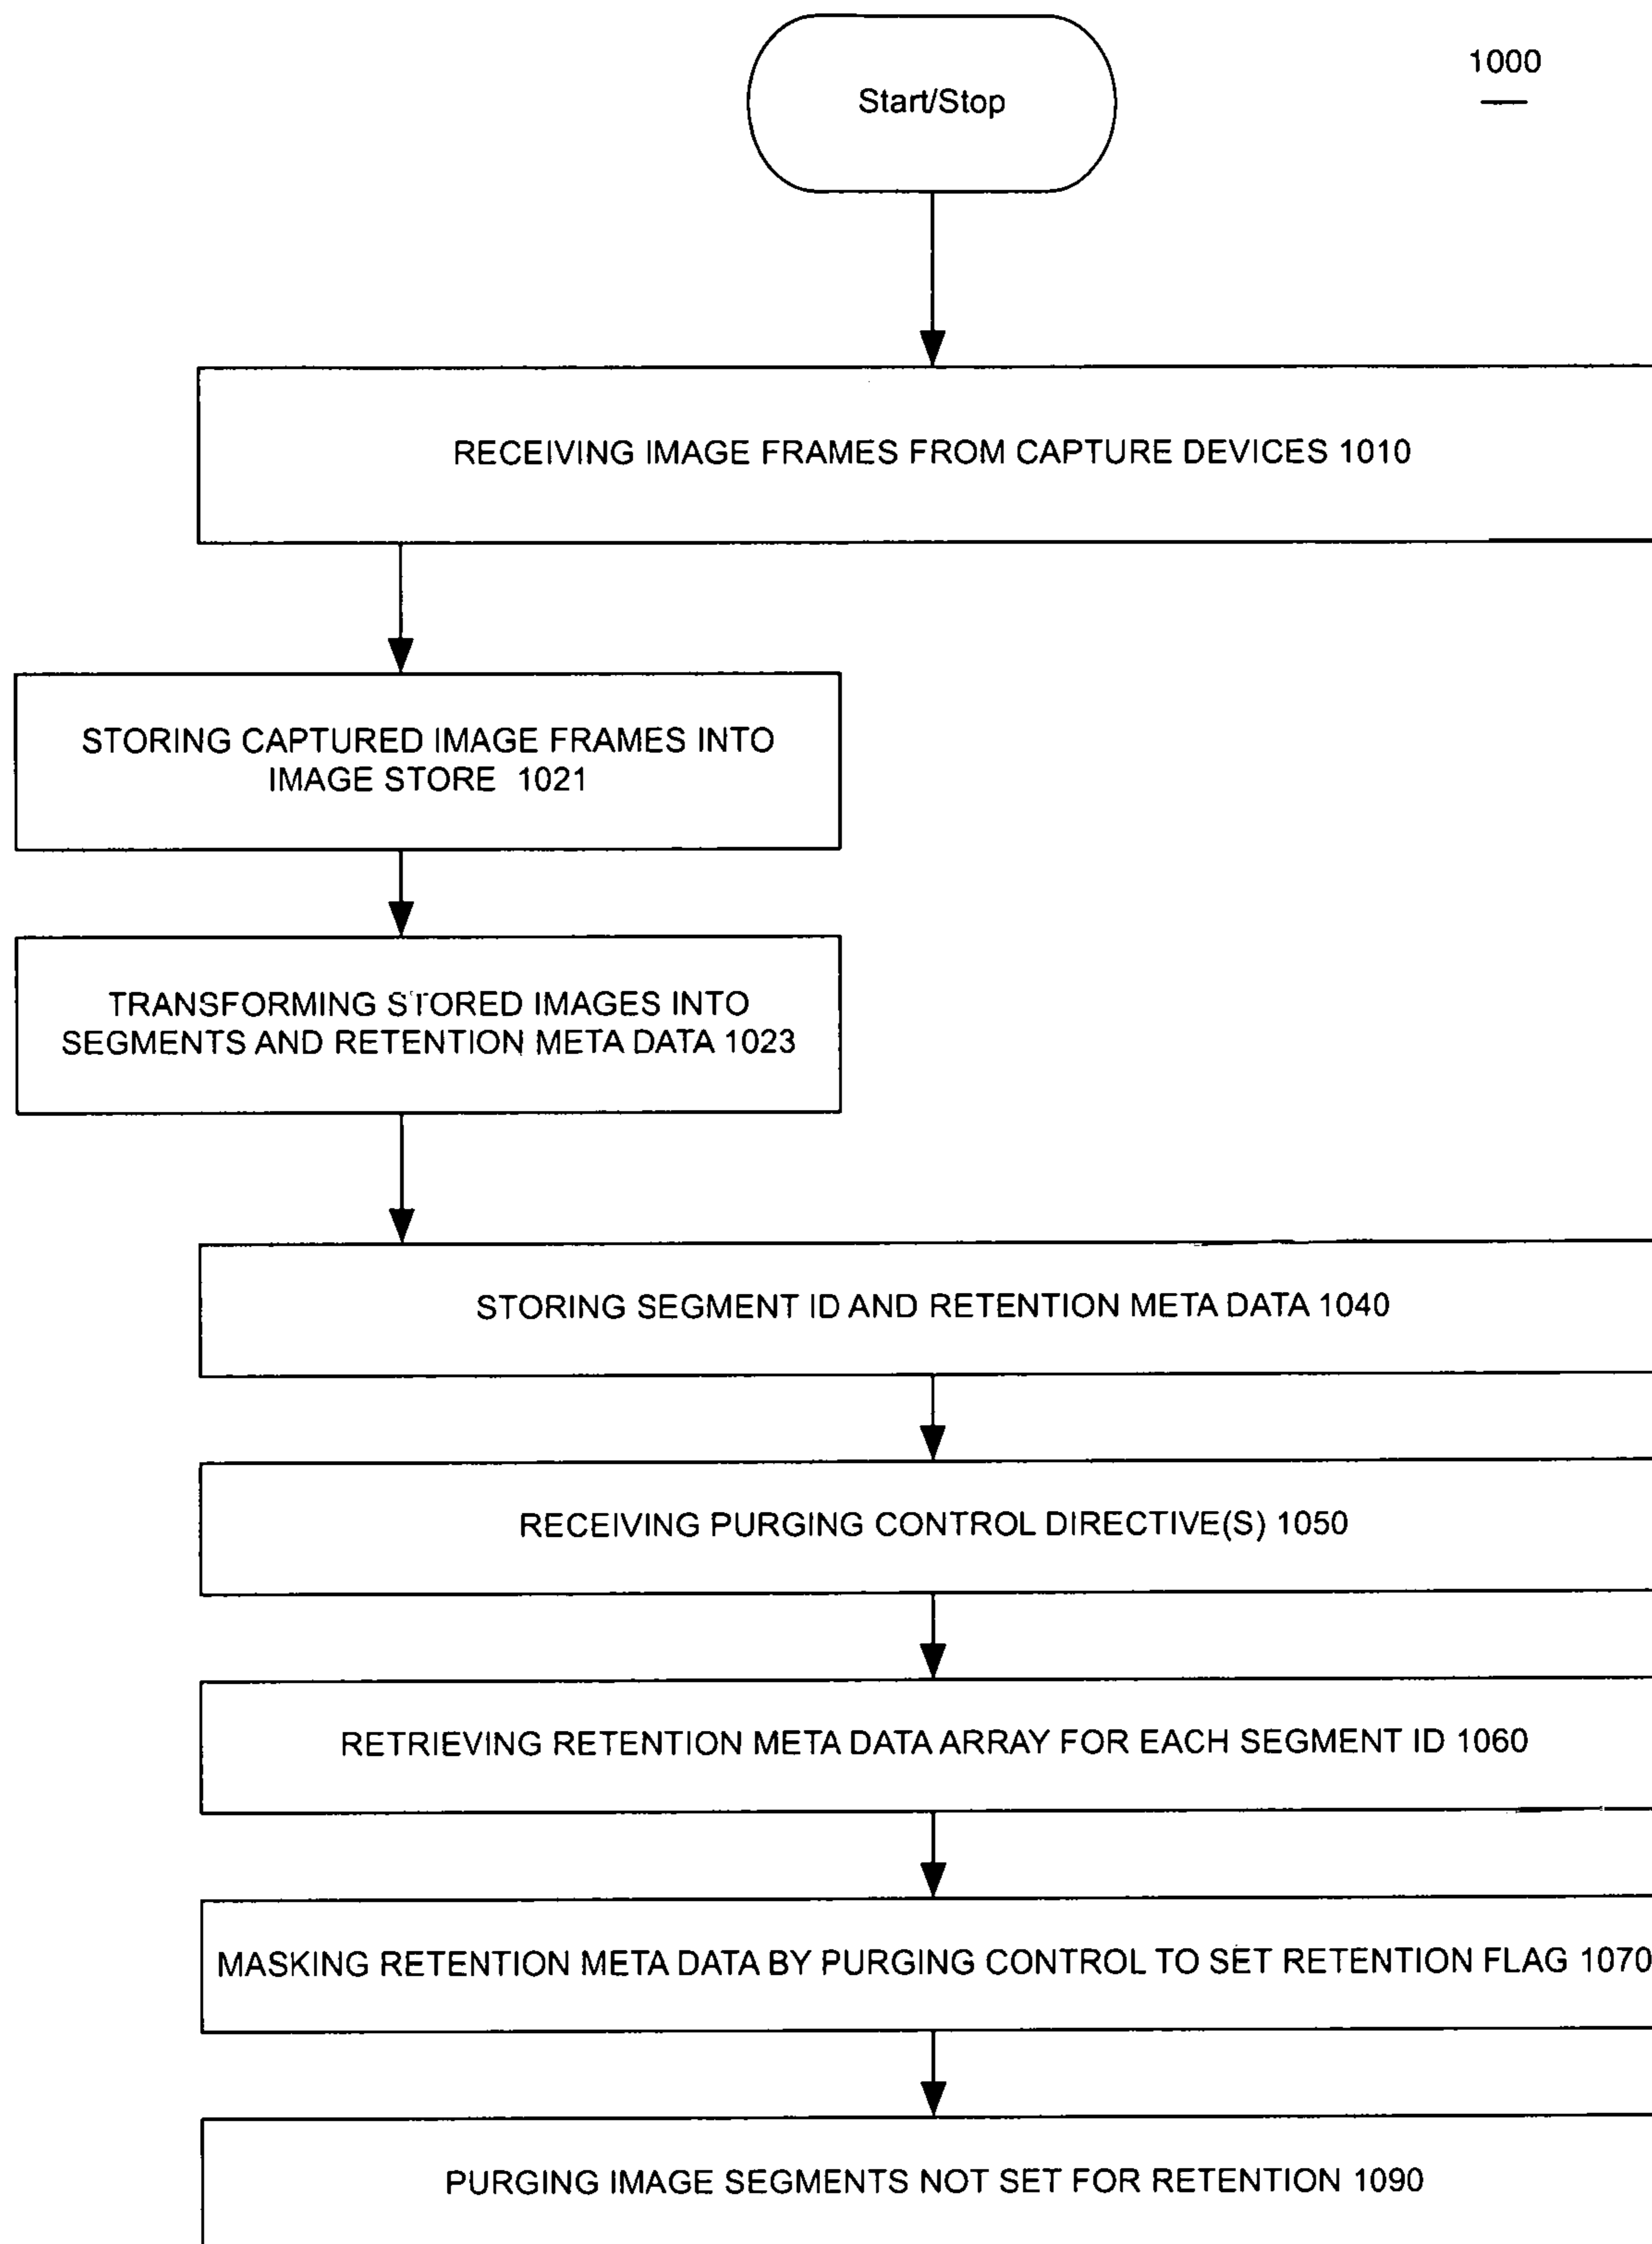 1000
Start/Stop
RECEIVING IMAGE FRAMES FROM CAPTURE DEVICES 1010
STORING CAPTURED IMAGE FRAMES INTO
IMAGE STORE 1021
TRANSFORMING STORED IMAGES INTO
SEGMENTS AND RETENTION META DATA 1023
STORING SEGMENT ID AND RETENTION META DATA 1040
RECEIVING PURGING CONTROL DIRECTIVE(S) 1050
RETRIEVING RETENTION META DATA ARRAY FOR EACH SEGMENT ID 1060
MASKING RETENTION META DATA BY PURGING CONTROL TO SET RETENTION FLAG 1070
PURGING IMAGE SEGMENTS NOT SET FOR RETENTION 1090